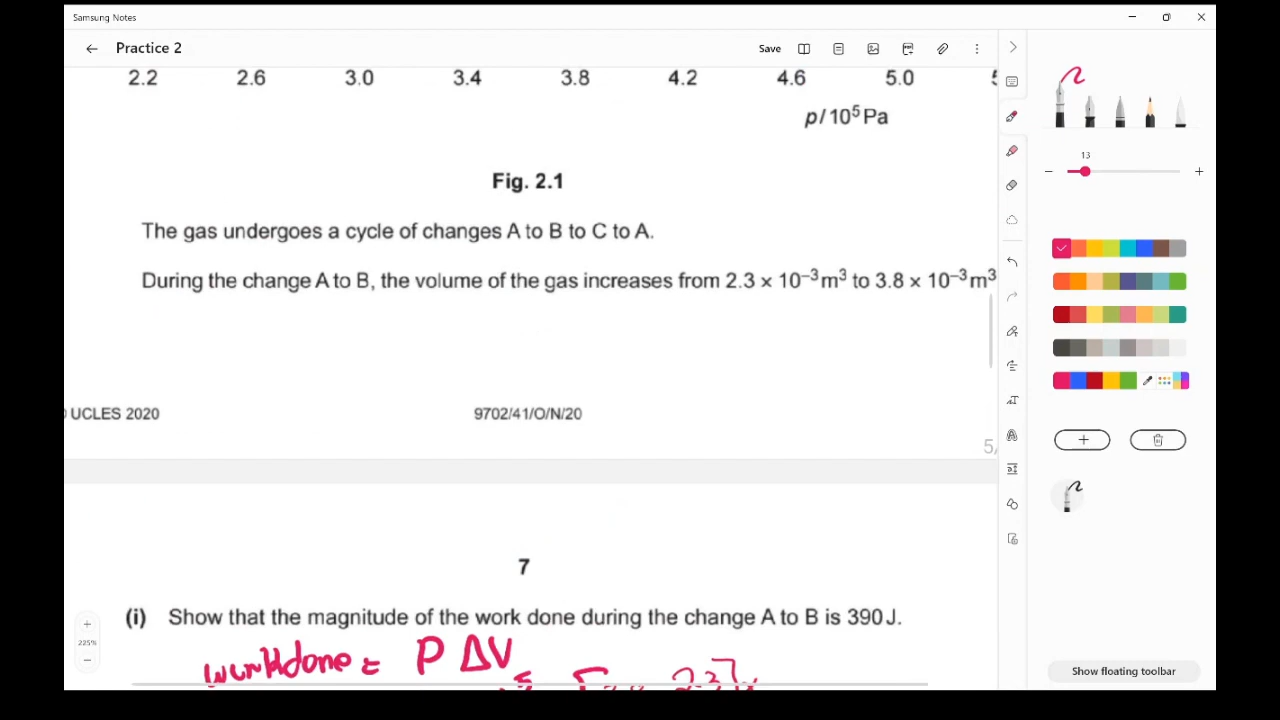 Samsung Notes
Practice 2
Save
2.2 2.6 3.0 3.4 3.8 4.2 4.6 5.0
p/10⁵ Pa
13
Fig. 2.1
The gas undergoes a cycle of changes A to B to C to A.
During the change A to B, the volume of the gas increases from 2.3 × 10⁻³ m³ to 3.8 × 10⁻³ m³
UCLES 2020
9702/41/O/N/20
5/
7
(i) Show that the magnitude of the work done during the change A to B is 390 J.
workdone = P ΔV
225%
Show floating toolbar